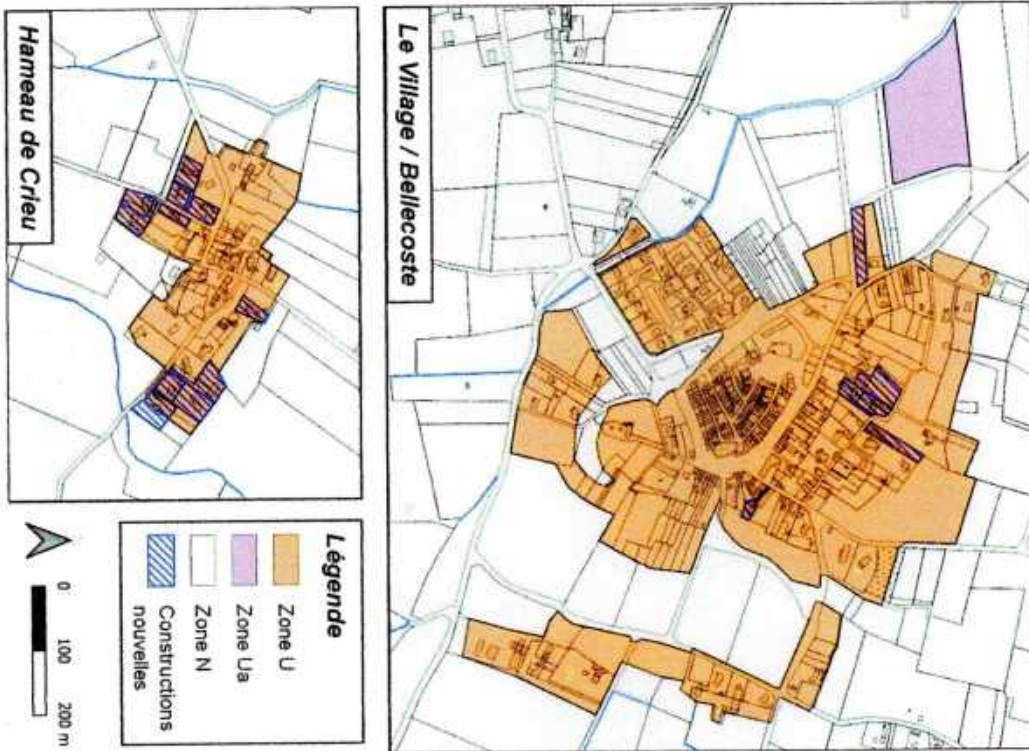 Le Village / Bellecoste
Hameau de Crieu
Légende
Zone U
Zone Ua
Zone N
Constructions
nouvelles
0 100 200 m